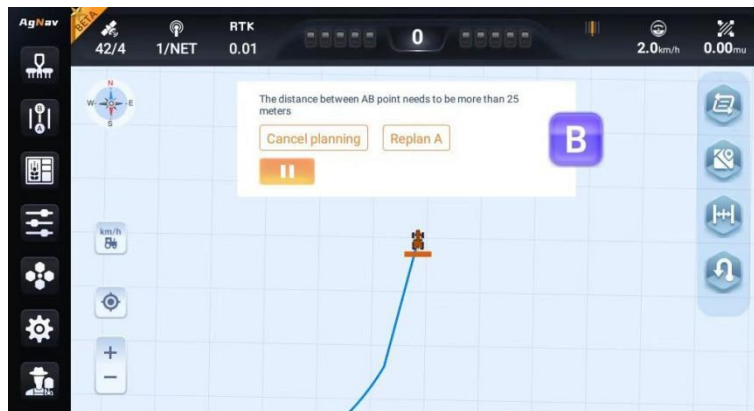 AgNav
BETA
42/4
1/NET
RTK
0.01
0
2.0km/h
0.00mu
N
W
E
S
The distance between AB point needs to be more than 25
meters
Cancel planning
Replan A
B
B
A
km/h
+
−